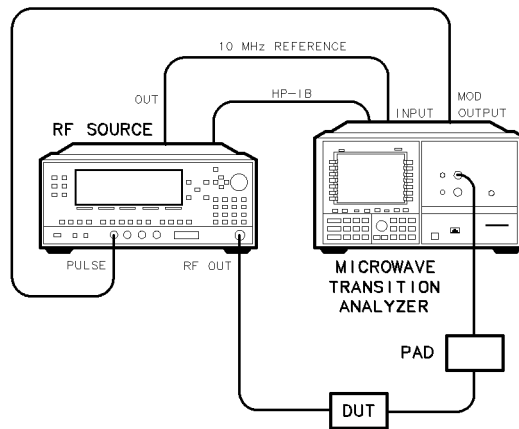 10 MHz REFERENCE
OUT
HP-IB
INPUT
MOD
OUTPUT
RF SOURCE
PULSE
RF OUT
MICROWAVE
TRANSITION
ANALYZER
PAD
DUT